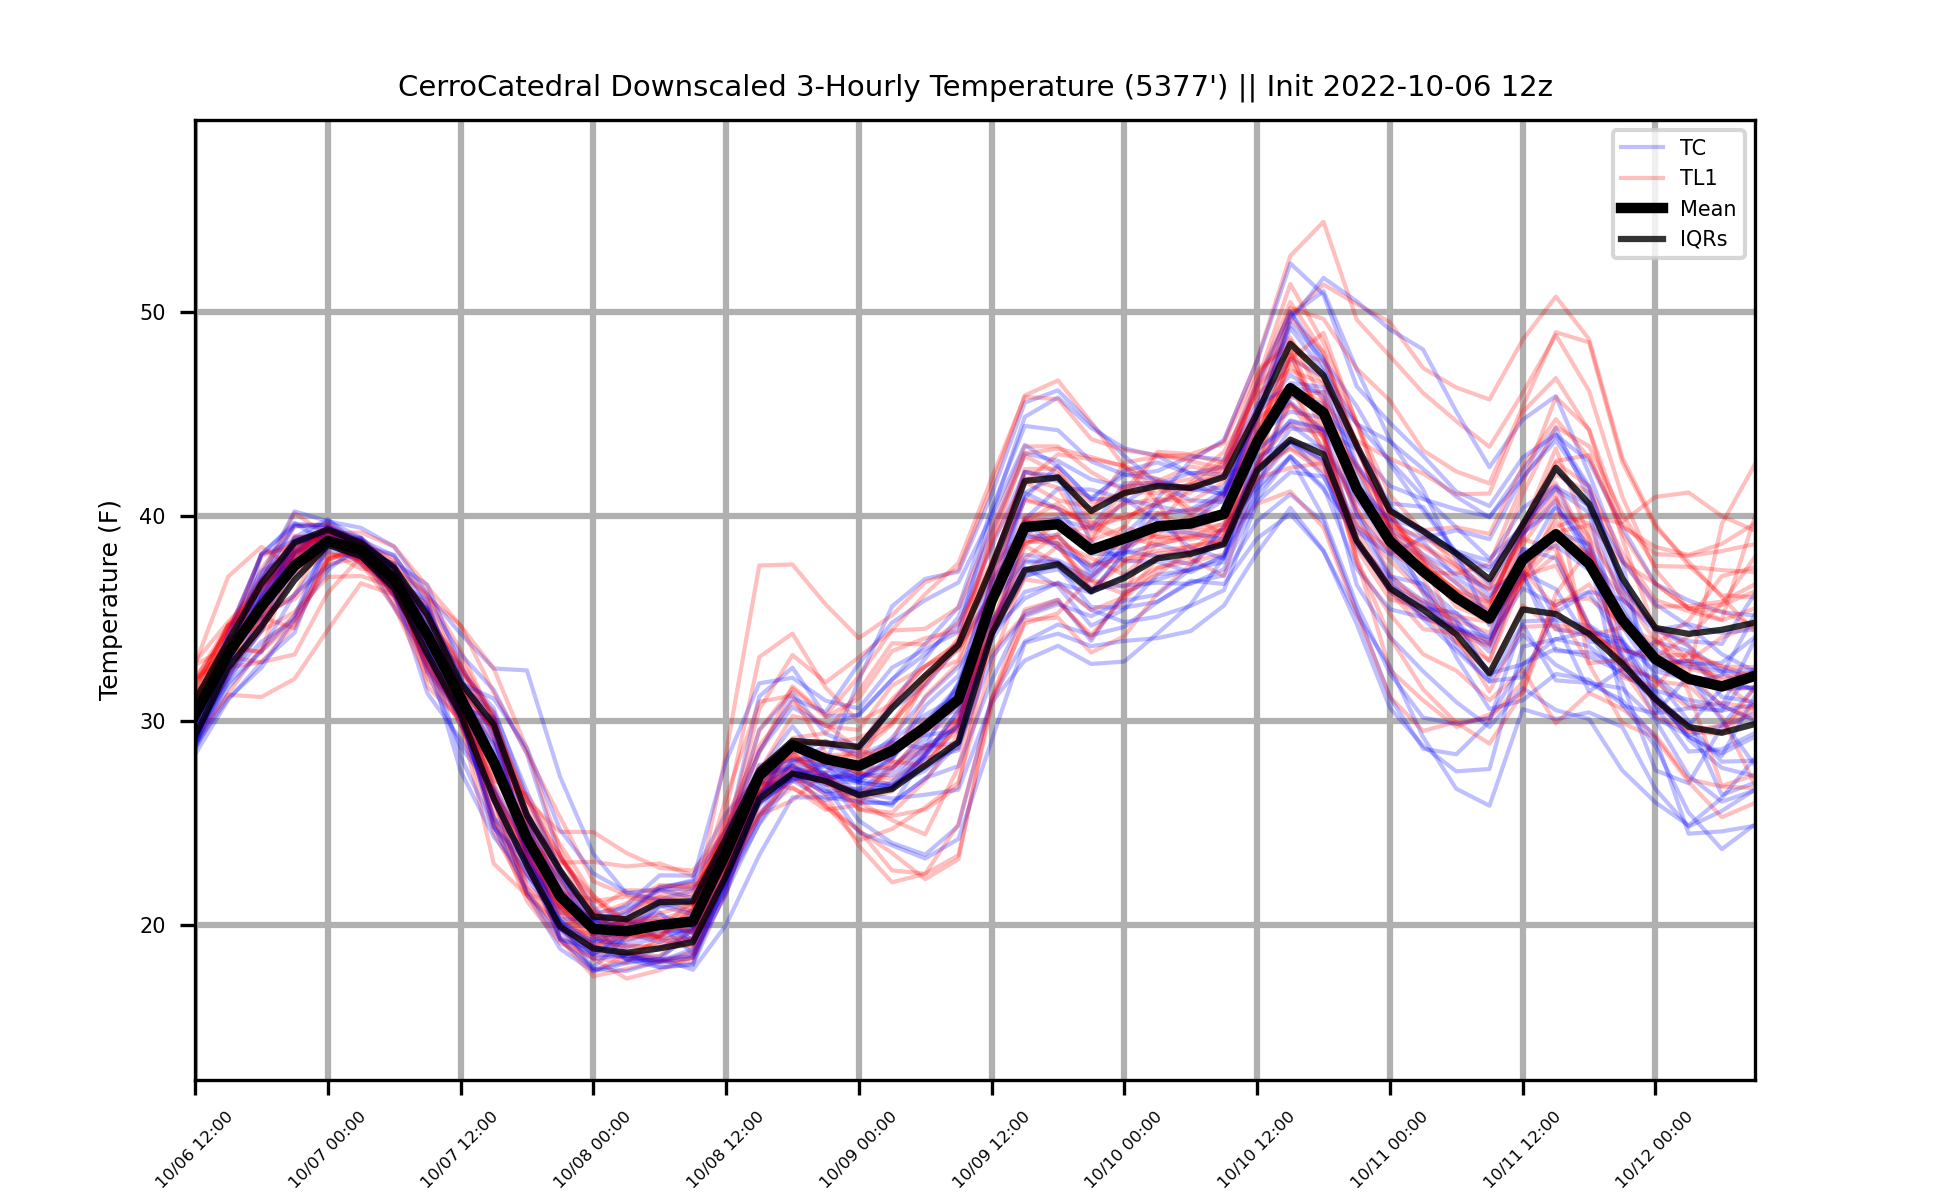 CerroCatedral Downscaled 3-Hourly Temperature (5377') || Init 2022-10-06 12z
TC
TL1
Mean
IQRs
Temperature (F)
50
40
30
20
10/06 12:00
10/07 00:00
10/07 12:00
10/08 00:00
10/08 12:00
10/09 00:00
10/09 12:00
10/10 00:00
10/10 12:00
10/11 00:00
10/11 12:00
10/12 00:00